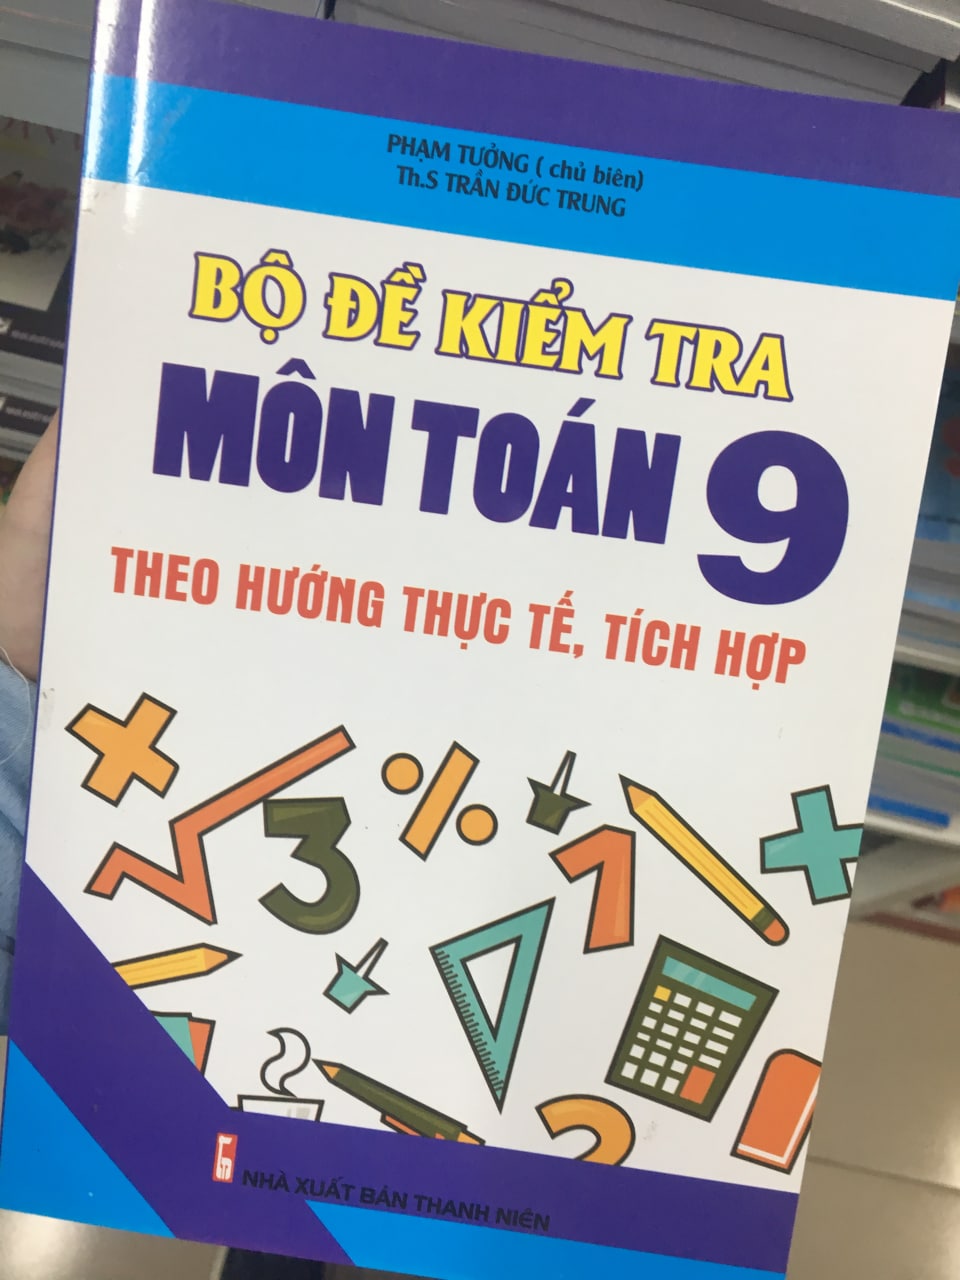 PHẠM TƯỞNG ( chủ biên)
Th.S TRẦN ĐỨC TRUNG
BỘ ĐỀ KIỂM TRA
MÔN TOÁN 9
THEO HƯỚNG THỰC TẾ, TÍCH HỢP
3
%
1
2
NHÀ XUẤT BẢN THANH NIÊN